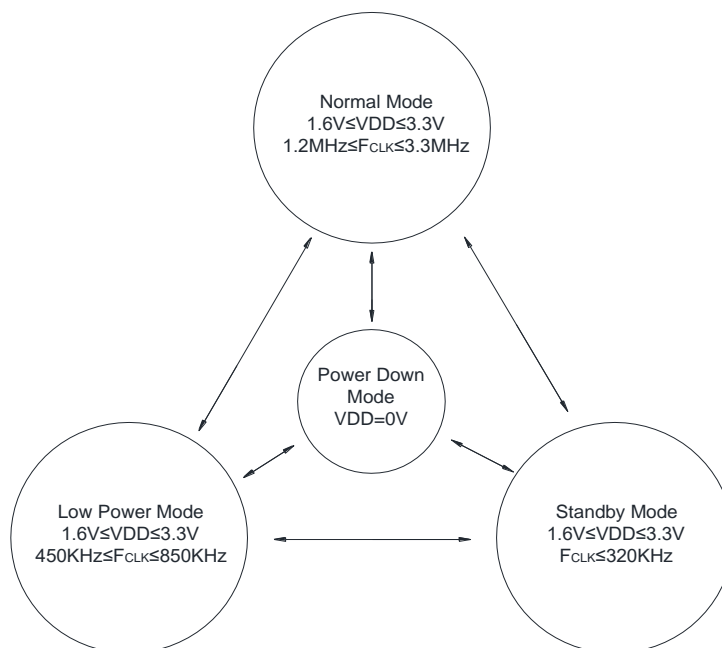 Normal Mode
1.6V≤VDD≤3.3V
1.2MHz≤FCLK≤3.3MHz
Power Down
Mode
VDD=0V
Low Power Mode
1.6V≤VDD≤3.3V
450KHz≤FCLK≤850KHz
Standby Mode
1.6V≤VDD≤3.3V
FCLK≤320KHz